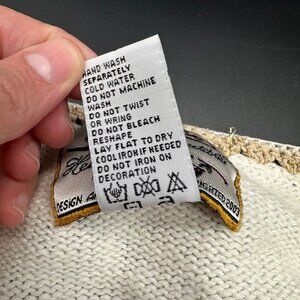 HAND WASH
SEPARATELY
COLD WATER
DO NOT MACHINE
WASH
DO NOT TWIST
OR WRING
DO NOT BLEACH
RESHAPE
LAY FLAT TO DRY
COOL IRON IF NEEDED
DO NOT IRON ON
DECORATION
DESIGN